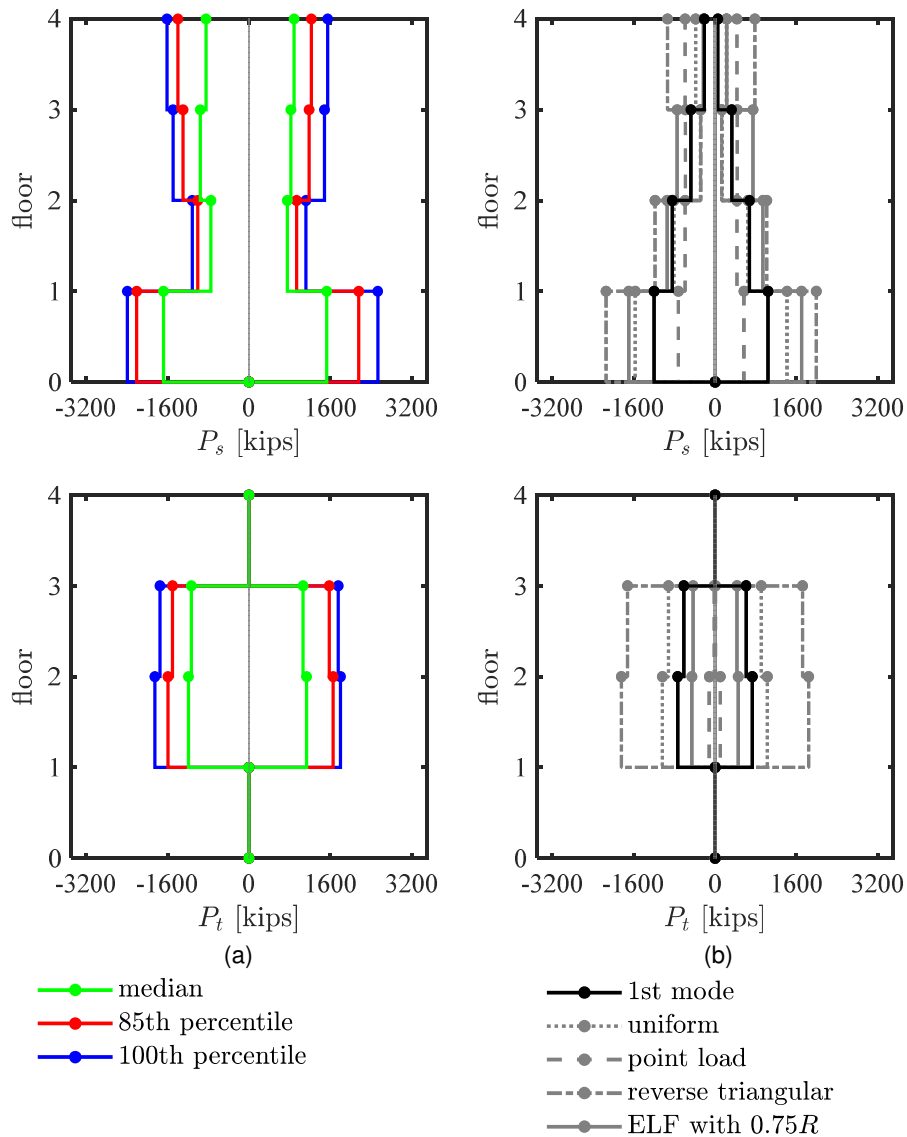 4
3
2
1
0
floor
-3200 -1600 0 1600 3200
P_s [kips]
4
3
2
1
0
floor
-3200 -1600 0 1600 3200
P_s [kips]
4
3
2
1
0
floor
-3200 -1600 0 1600 3200
P_t [kips]
(a)
4
3
2
1
0
floor
-3200 -1600 0 1600 3200
P_t [kips]
(b)
median
85th percentile
100th percentile
1st mode
uniform
point load
reverse triangular
ELF with 0.75R